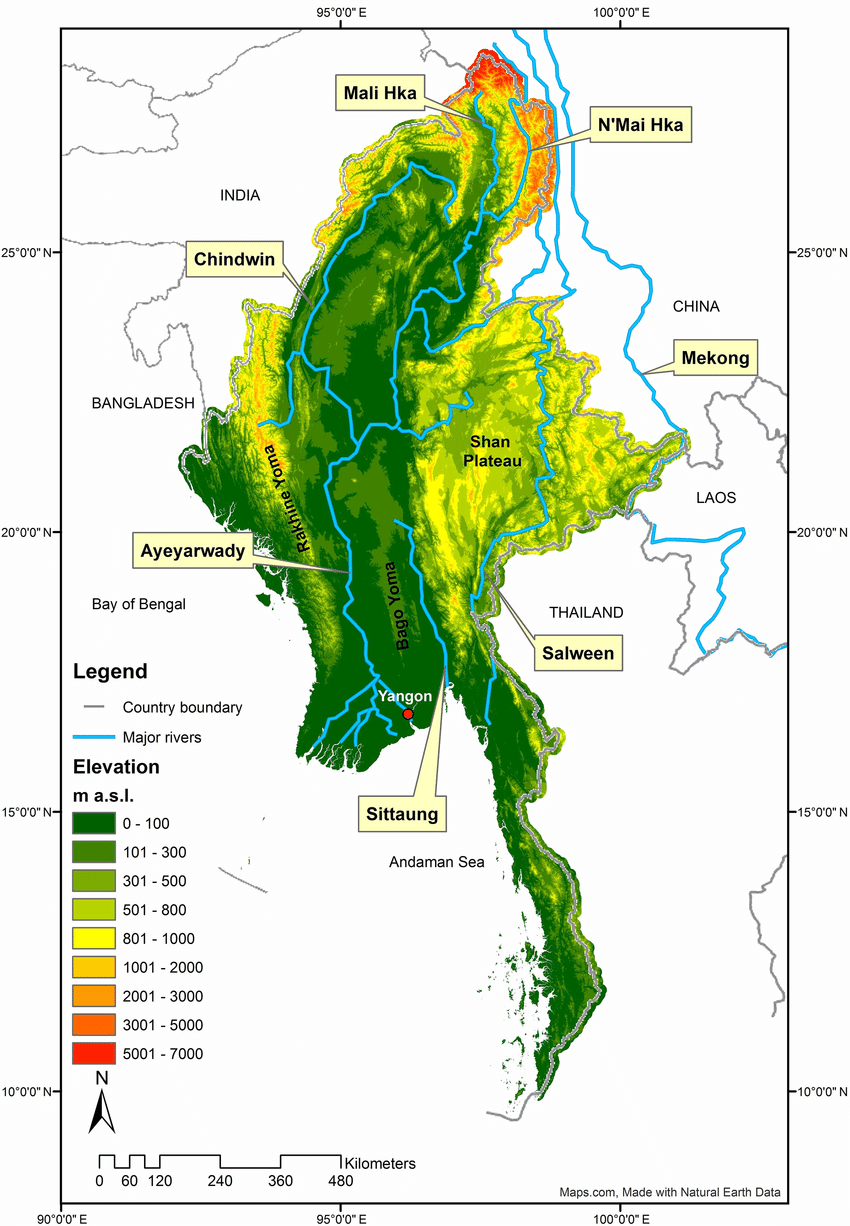 95°0'0" E
100°0'0" E
Mali Hka
N'Mai Hka
INDIA
25°0'0" N
25°0'0" N
Chindwin
CHINA
Mekong
BANGLADESH
Shan
Plateau
Rakhine Yoma
LAOS
20°0'0" N
20°0'0" N
Ayeyarwady
Bago Yoma
Bay of Bengal
THAILAND
Salween
Legend
Yangon
Country boundary
Major rivers
Elevation
m a.s.l.
Sittaung
15°0'0" N
15°0'0" N
0 - 100
101 - 300
Andaman Sea
301 - 500
501 - 800
801 - 1000
1001 - 2000
2001 - 3000
3001 - 5000
5001 - 7000
N
10°0'0" N
10°0'0" N
Kilometers
0 60 120 240 360 480
Maps.com, Made with Natural Earth Data
90°0'0" E
95°0'0" E
100°0'0" E